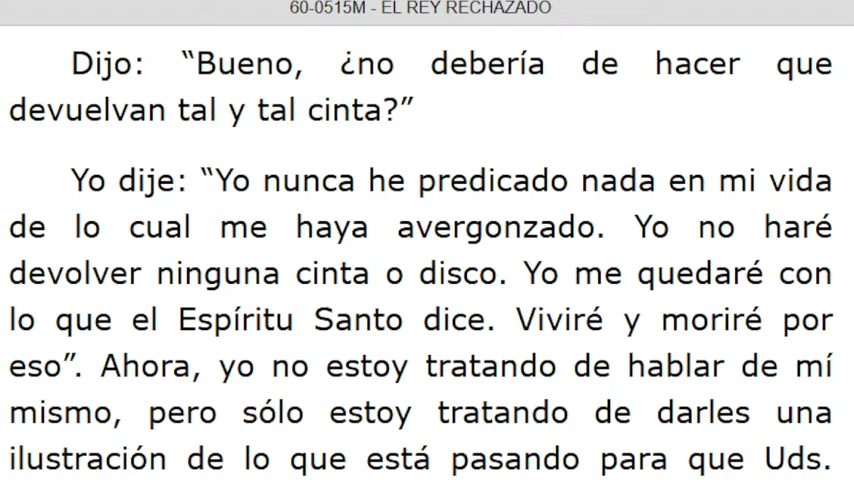 60-0515M - EL REY RECHAZADO
Dijo: “Bueno, ¿no debería de hacer que
devuelvan tal y tal cinta?”
Yo dije: “Yo nunca he predicado nada en mi vida
de lo cual me haya avergonzado. Yo no haré
devolver ninguna cinta o disco. Yo me quedaré con
lo que el Espíritu Santo dice. Viviré y moriré por
eso”. Ahora, yo no estoy tratando de hablar de mí
mismo, pero sólo estoy tratando de darles una
ilustración de lo que está pasando para que Uds.